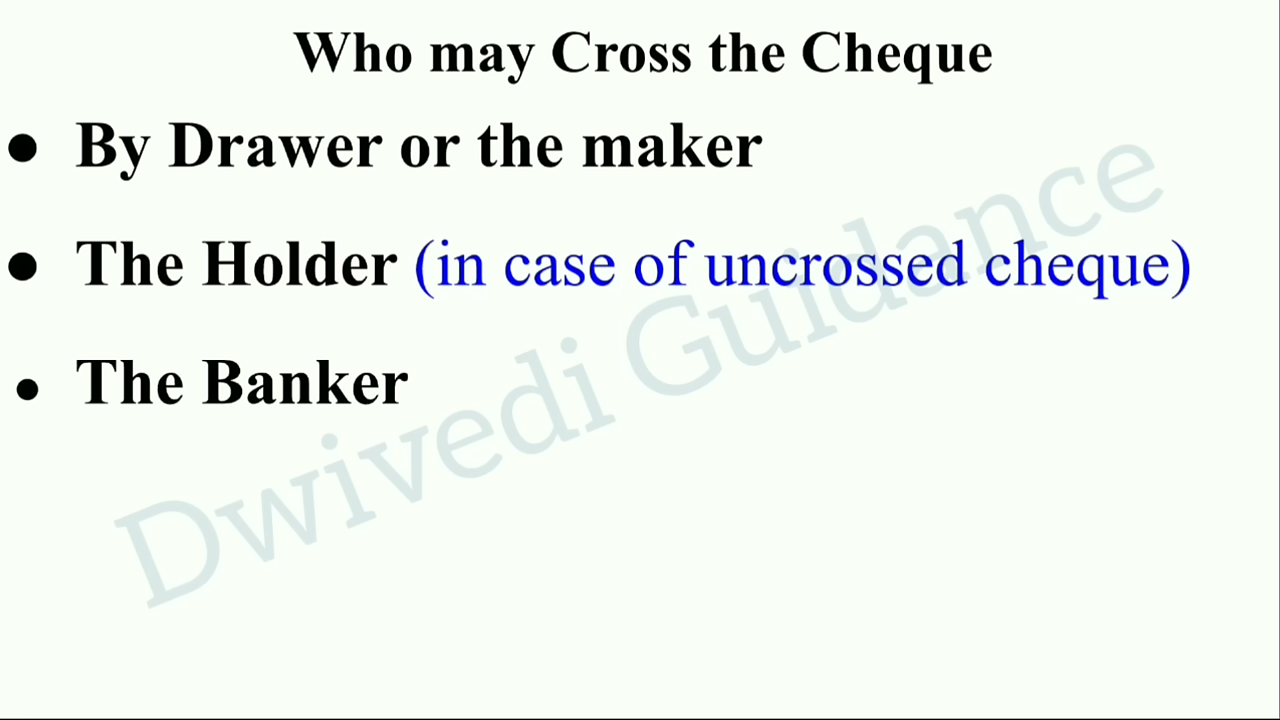 Who may Cross the Cheque
● By Drawer or the maker
● The Holder (in case of uncrossed cheque)
● The Banker
Dwivedi Guidance